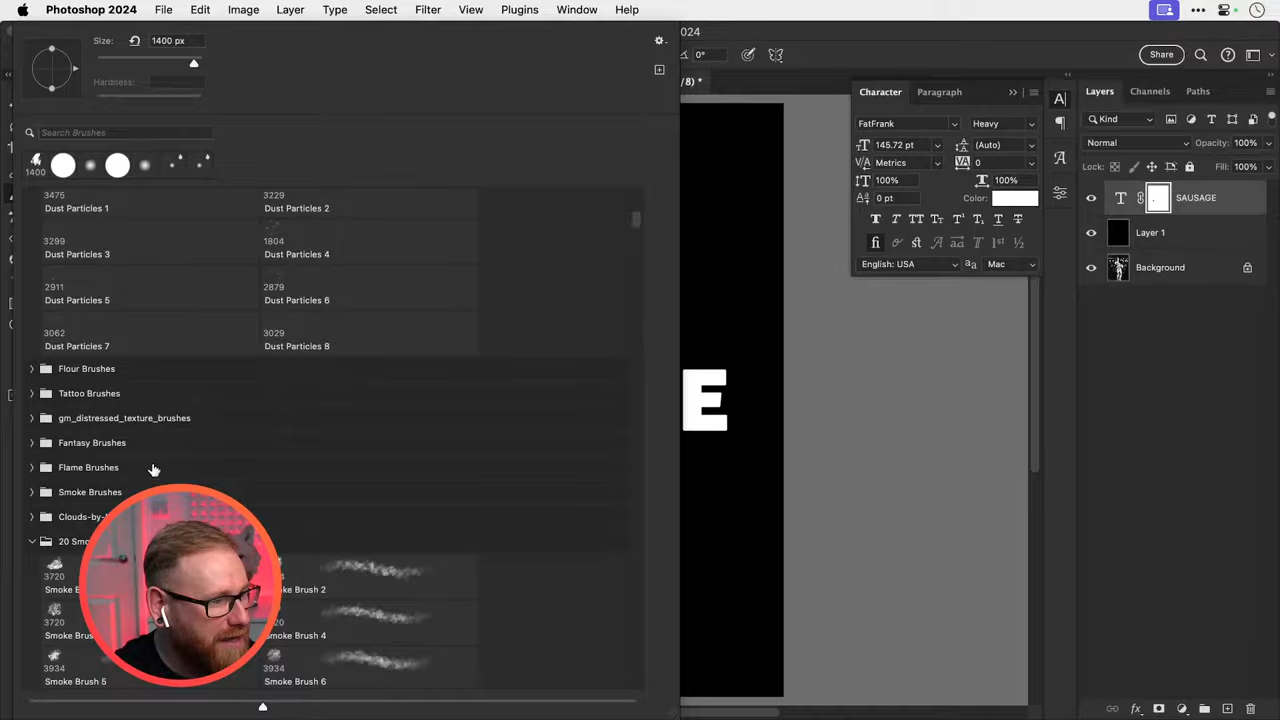 Photoshop 2024 File Edit Image Layer Type Select Filter View Plugins Window Help
Size: 1400 px
2024
0°
Share
Hardness:
/8) *
Character Paragraph
Layers Channels Paths
FatFrank Heavy
Kind
Search Brushes
145.72 pt (Auto)
Normal Opacity: 100%
Metrics 0
1400
Lock: Fill: 100%
100% 100%
0 pt Color:
SAUSAGE
3475 3229
Dust Particles 1 Dust Particles 2
Layer 1
3299 1804
Dust Particles 3 Dust Particles 4
English: USA Mac
Background
2911 2879
Dust Particles 5 Dust Particles 6
3062 3029
Dust Particles 7 Dust Particles 8
Flour Brushes
Tattoo Brushes
E
gm_distressed_texture_brushes
Fantasy Brushes
Flame Brushes
Smoke Brushes
Clouds-by-
20
3720
Smoke Brush 2
3720
Smoke Brush 4
3934 3934
Smoke Brush 5 Smoke Brush 6
fx